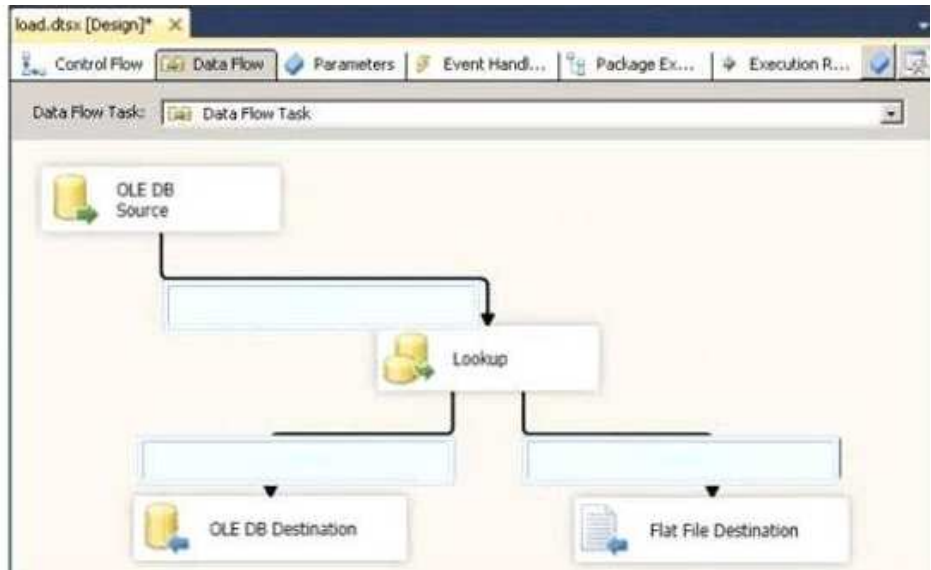 load.dtsx [Design]*
Control Flow Data Flow Parameters Event Handl... Package Ex... Execution R...
Data Flow Task: Data Flow Task
OLE DB
Source
Lookup
OLE DB Destination
Flat File Destination